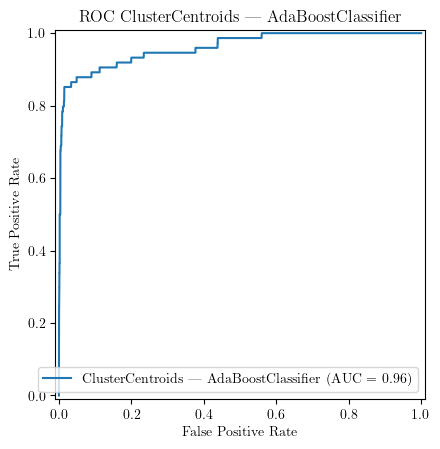 ROC ClusterCentroids — AdaBoostClassifier
1.0
0.8
0.6
0.4
0.2
0.0
True Positive Rate
ClusterCentroids — AdaBoostClassifier (AUC = 0.96)
0.0 0.2 0.4 0.6 0.8 1.0
False Positive Rate